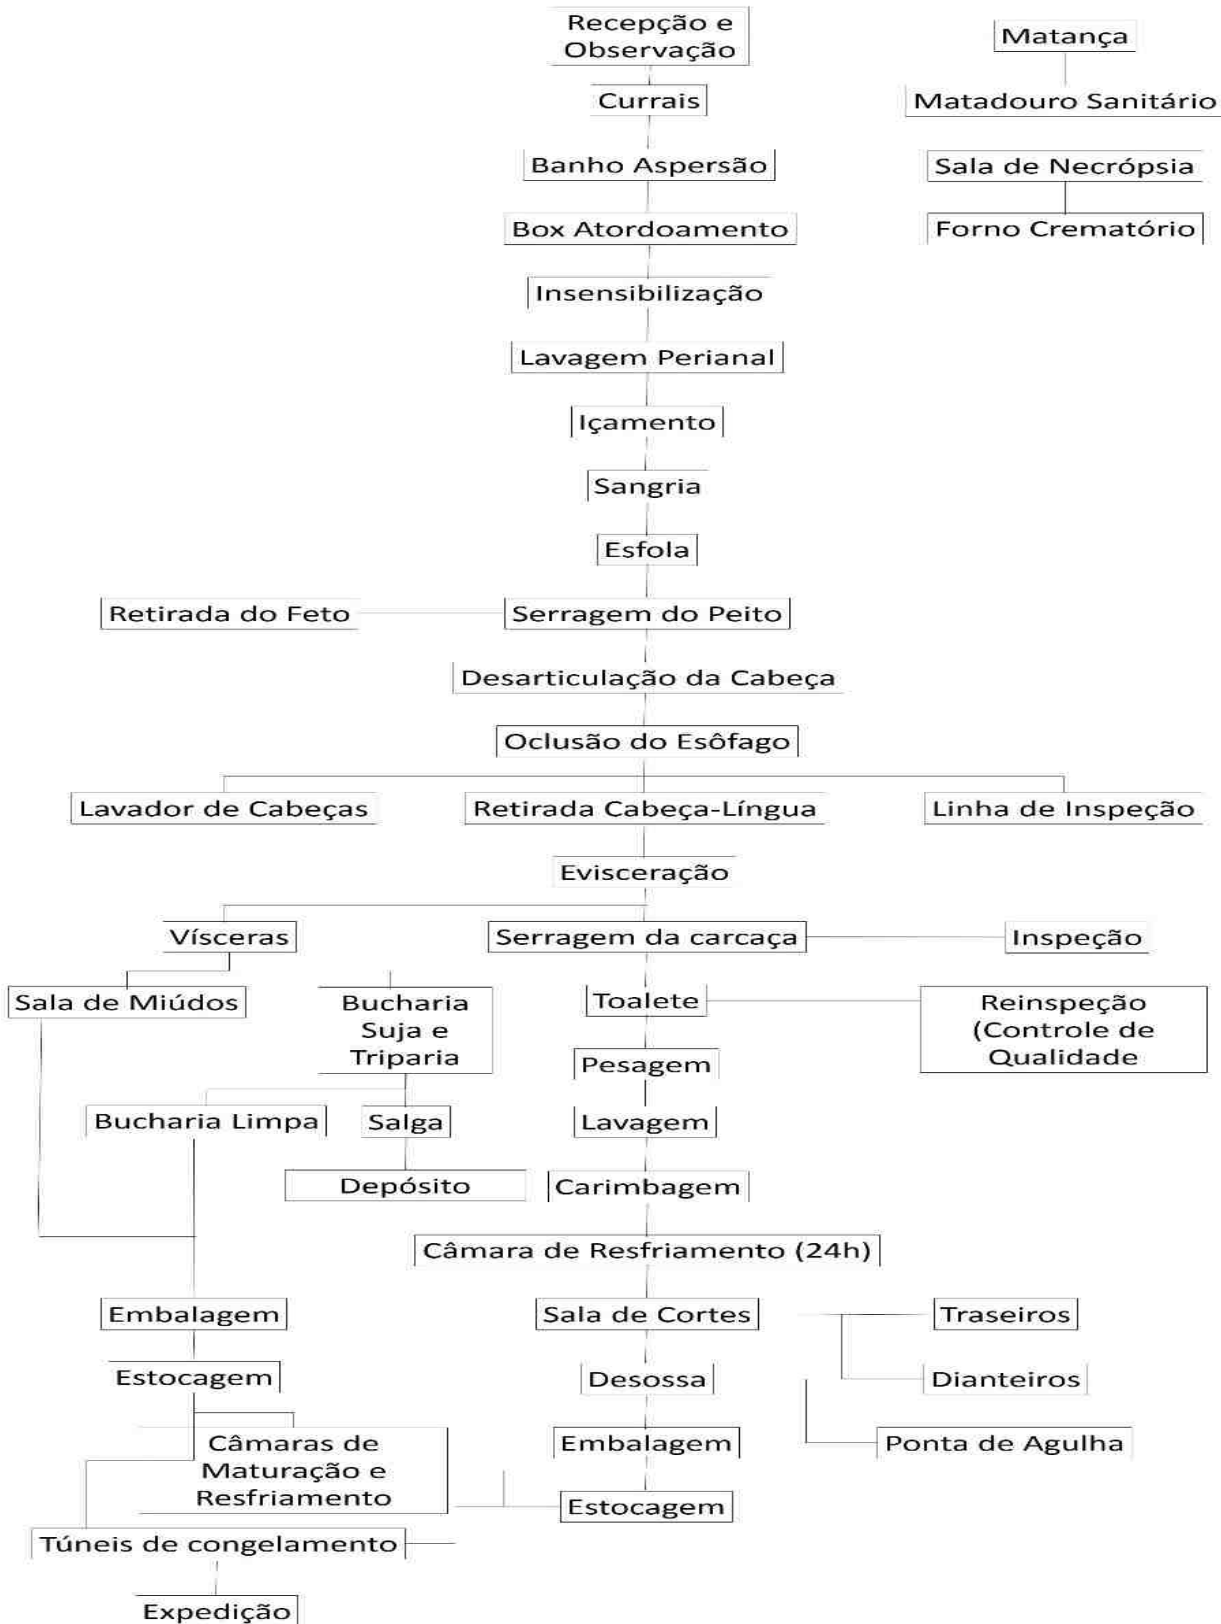 Recepção e
Observação
Matança
Currais
Matadouro Sanitário
Banho Aspersão
Sala de Necrópsia
Box Atordoamento
Forno Crematório
Insensibilização
Lavagem Perianal
Içamento
Sangria
Esfola
Retirada do Feto
Serragem do Peito
Desarticulação da Cabeça
Oclusão do Esôfago
Lavador de Cabeças
Retirada Cabeça-Língua
Linha de Inspeção
Evisceração
Vísceras
Serragem da carcaça
Inspeção
Sala de Miúdos
Bucharia
Suja e
Triparia
Toalete
Reinspeção
(Controle de
Qualidade
Pesagem
Bucharia Limpa
Salga
Lavagem
Depósito
Carimbagem
Câmara de Resfriamento (24h)
Embalagem
Sala de Cortes
Traseiros
Estocagem
Desossa
Dianteiros
Câmaras de
Maturação e
Resfriamento
Embalagem
Ponta de Agulha
Estocagem
Túneis de congelamento
Expedição